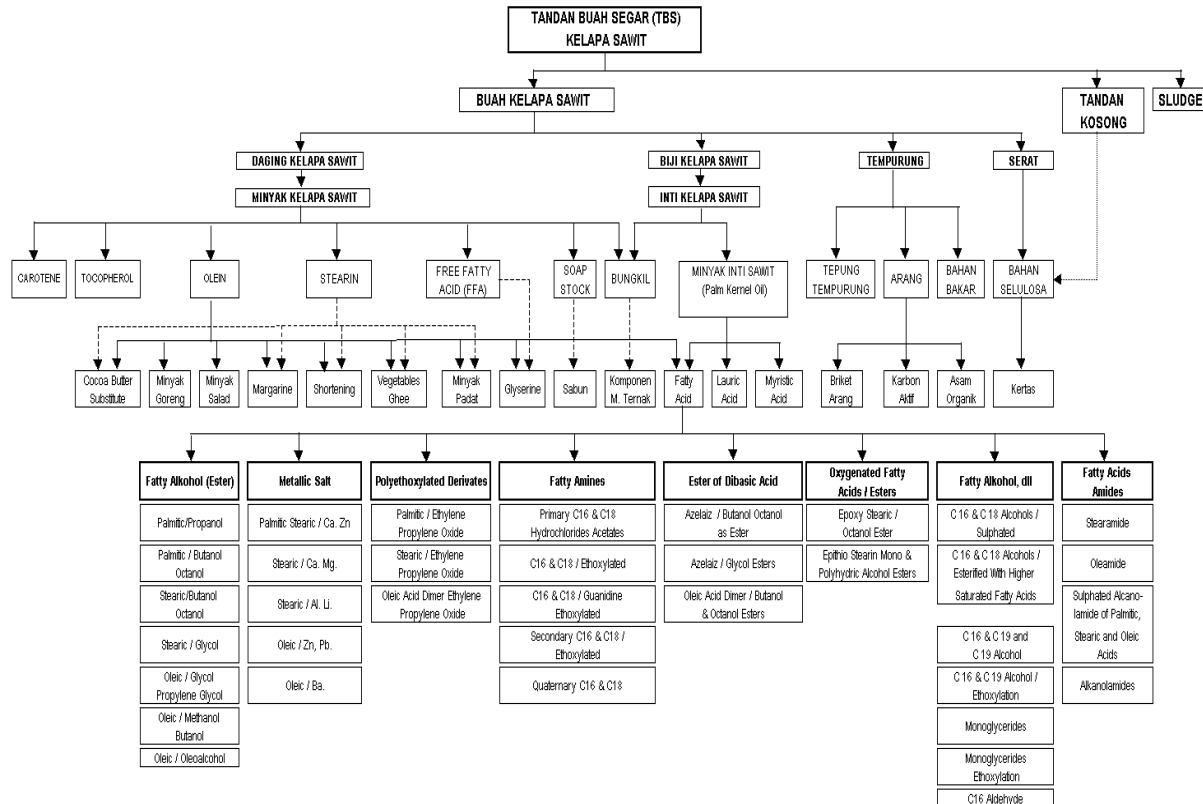 TANDAN BUAH SEGAR (TBS)
KELAPA SAWIT
BUAH KELAPA SAWIT
TANDAN
KOSONG
SLUDGE
DAGING KELAPA SAWIT
BIJI KELAPA SAWIT
TEMPURUNG
SERAT
MINYAK KELAPA SAWIT
INTI KELAPA SAWIT
CAROTENE
TOCOPHEROL
OLEIN
STEARIN
FREE FATTY
ACID (FFA)
SOAP
STOCK
BUNGKIL
MINYAK INTI SAWIT
(Palm Kernel Oil)
TEPUNG
TEMPURUNG
ARANG
BAHAN
BAKAR
BAHAN
SELULOSA
Cocoa Butter
Substitute
Minyak
Goreng
Minyak
Salad
Margarine
Shortening
Vegetables
Ghee
Minyak
Padat
Glyserine
Sabun
Komponen
M. Ternak
Fatty
Acid
Lauric
Acid
Myristic
Acid
Briket
Arang
Karbon
Aktif
Asam
Organik
Kertas
Fatty Alkohol (Ester)
Palmitic/Propanol
Palmitic / Butanol
Octanol
Stearic/Butanol
Octanol
Stearic / Glycol
Oleic / Glycol
Propylene Glycol
Oleic / Methanol
Butanol
Oleic / Oleoalcohol
Metallic Salt
Palmitic Stearic / Ca. Zn
Stearic / Ca. Mg.
Stearic / Al. Li.
Oleic / Zn, Pb.
Oleic / Ba.
Polyethoxylated Derivates
Palmitic / Ethylene
Propylene Oxide
Stearic / Ethylene
Propylene Oxide
Oleic Acid Dimer Ethylene
Propylene Oxide
Fatty Amines
Primary C16 & C18
Hydrochlorides Acetates
C16 & C18 / Ethoxylated
C16 & C18 / Guanidine
Ethoxylated
Secondary C16 & C18 /
Ethoxylated
Quaternary C16 & C18
Ester of Dibasic Acid
Azelaiz / Butanol Octanol
as Ester
Azelaiz / Glycol Esters
Oleic Acid Dimer / Butanol
& Octanol Esters
Oxygenated Fatty
Acids / Esters
Epoxy Stearic /
Octanol Ester
Epithio Stearin Mono &
Polyhydric Alcohol Esters
Fatty Alkohol, dll
C 16 & C 18 Alcohols /
Sulphated
C 16 & C 18 Alcohols /
Esterified With Higher
Saturated Fatty Acids
C 16 & C 19 and
C 19 Alcohol
C 16 & C 19 Alcohol /
Ethoxylation
Monoglycerides
Monoglycerides
Ethoxylation
C16 Aldehyde
Fatty Acids
Amides
Stearamide
Oleamide
Sulphated Alcano-
lamide of Palmitic,
Stearic and Oleic
Acids
Alkanolamides